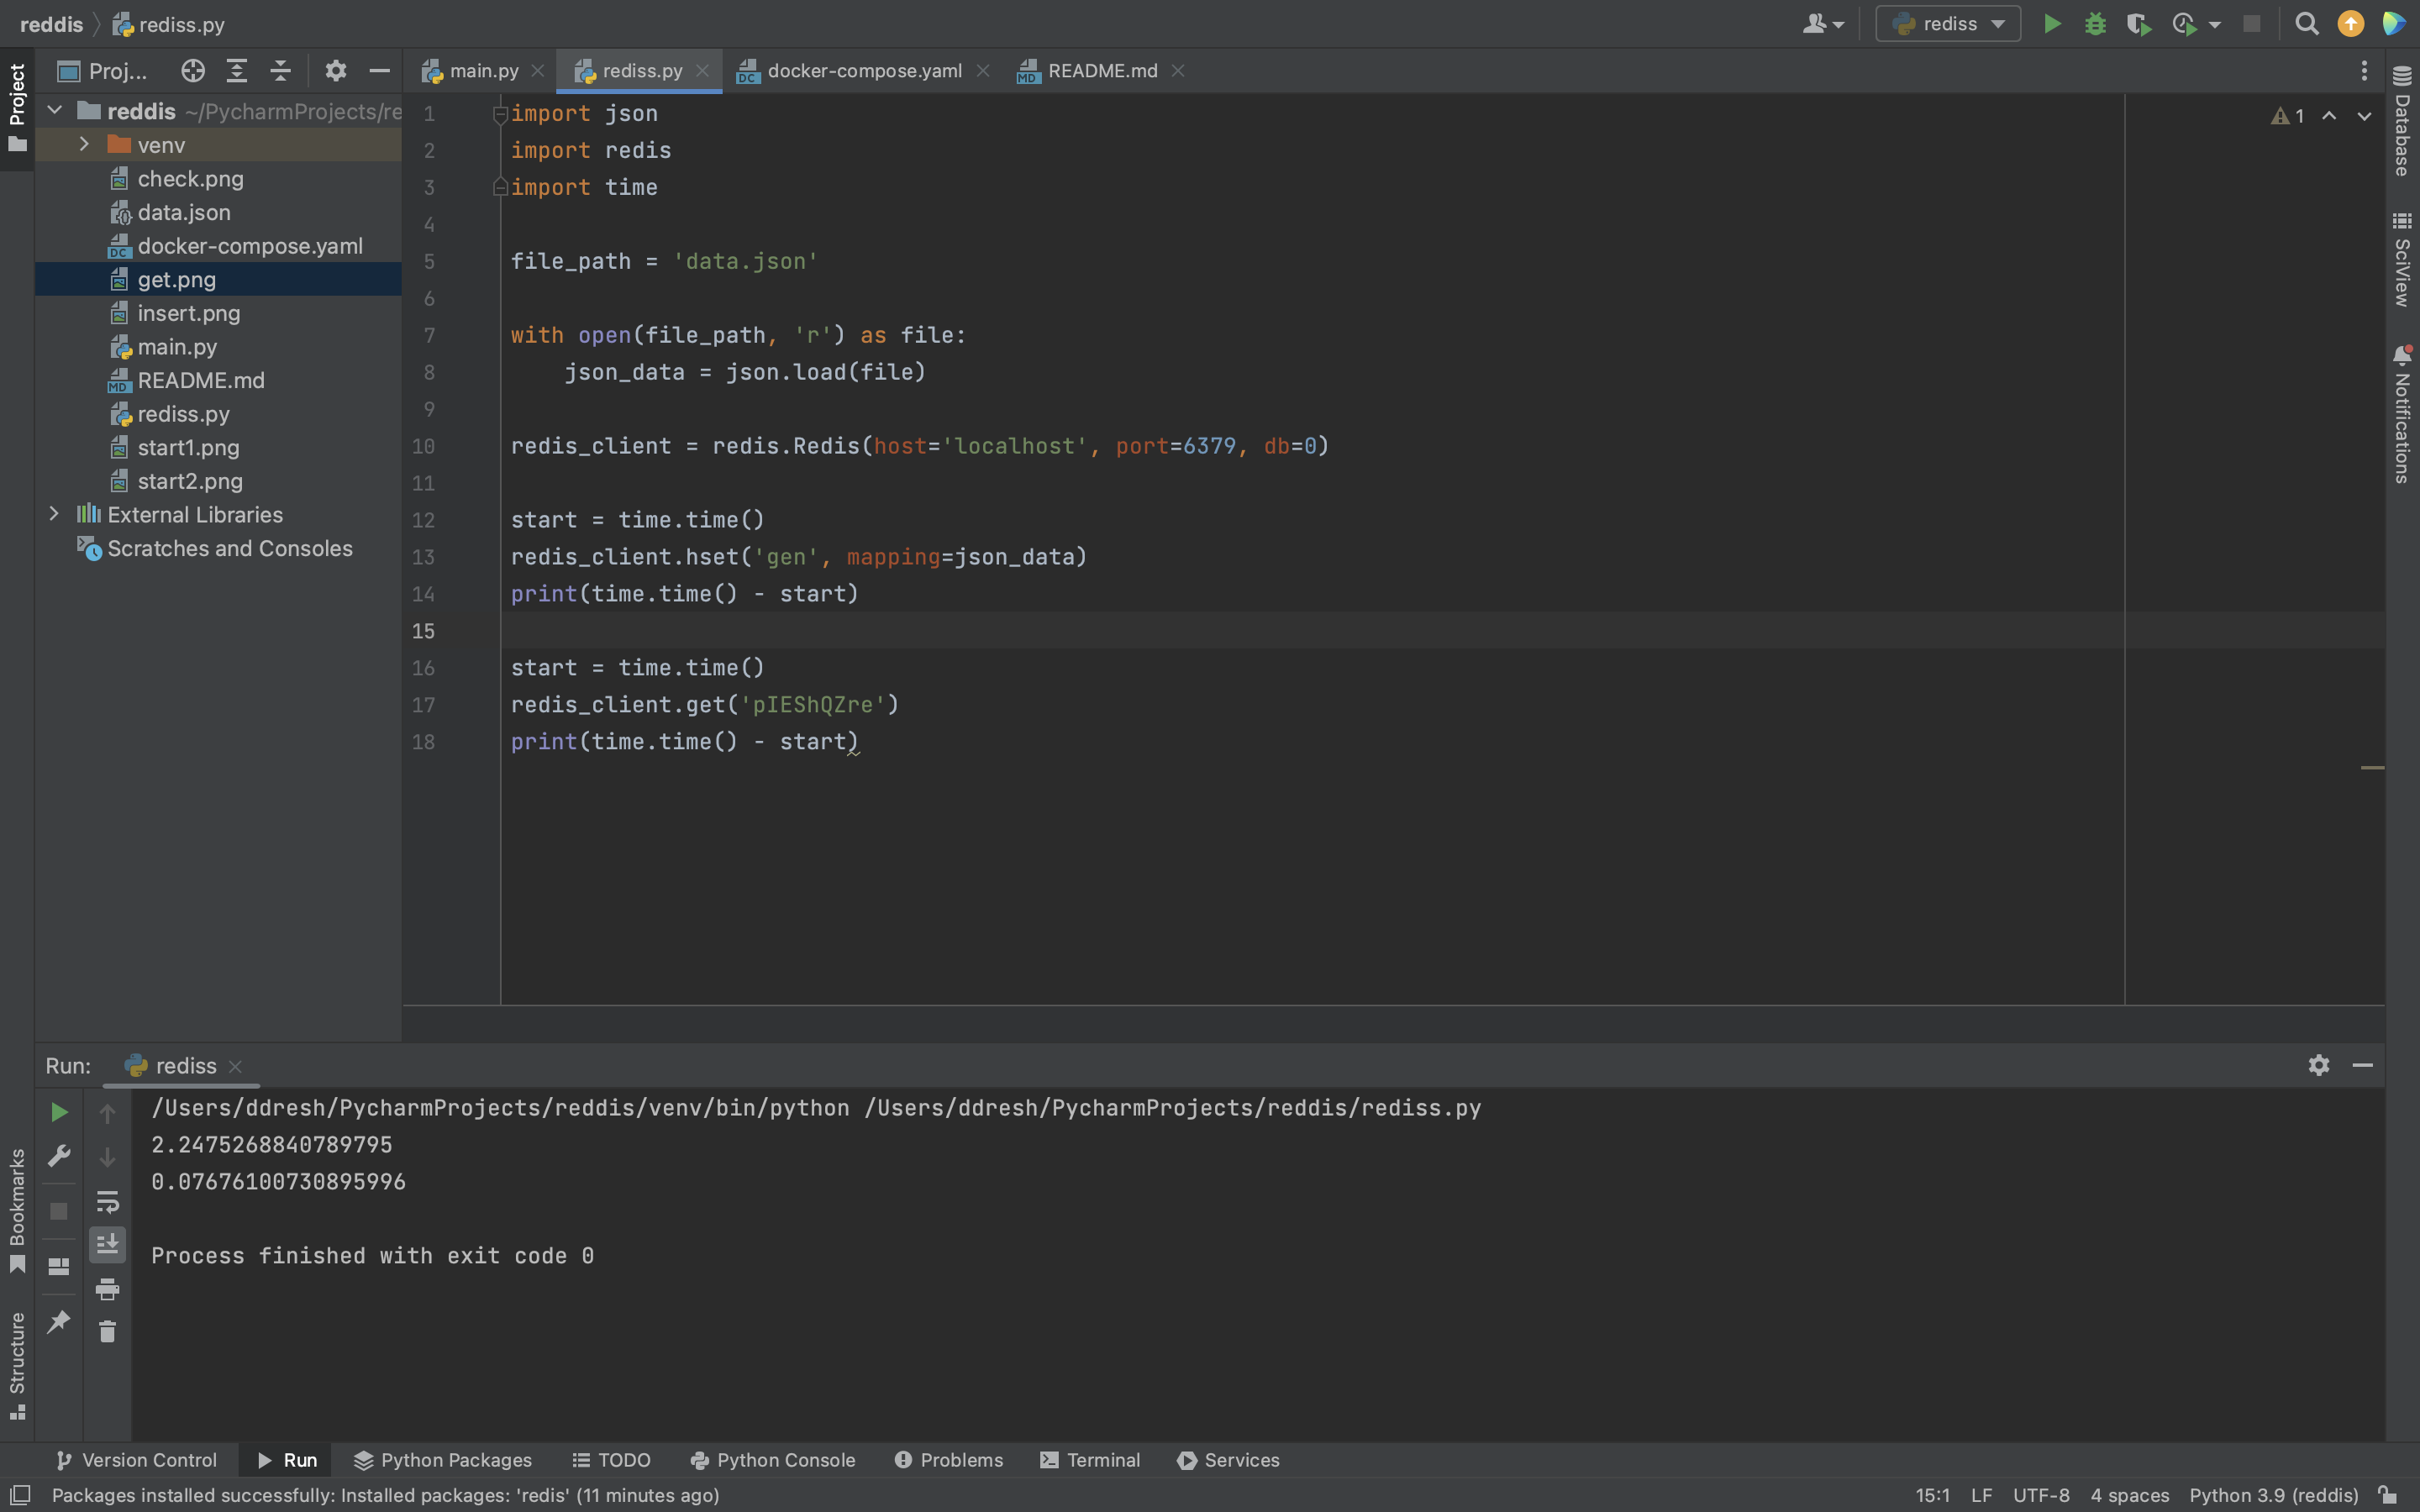 reddis
rediss.py
rediss
Project
Proj...
main.py
rediss.py
docker-compose.yaml
README.md
reddis ~/PycharmProjects/re
venv
check.png
data.json
docker-compose.yaml
get.png
insert.png
main.py
README.md
rediss.py
start1.png
start2.png
External Libraries
Scratches and Consoles
1 import json
2 import redis
3 import time
4
5 file_path = 'data.json'
6
7 with open(file_path, 'r') as file:
8     json_data = json.load(file)
9
10 redis_client = redis.Redis(host='localhost', port=6379, db=0)
11
12 start = time.time()
13 redis_client.hset('gen', mapping=json_data)
14 print(time.time() - start)
15
16 start = time.time()
17 redis_client.get('pIEShQZre')
18 print(time.time() - start)
1
Database
SciView
Notifications
Run:
rediss
/Users/ddresh/PycharmProjects/reddis/venv/bin/python /Users/ddresh/PycharmProjects/reddis/rediss.py
2.2475268840789795
0.07676100730895996
Process finished with exit code 0
Bookmarks
Structure
Version Control
Run
Python Packages
TODO
Python Console
Problems
Terminal
Services
Packages installed successfully: Installed packages: 'redis' (11 minutes ago)
15:1
LF
UTF-8
4 spaces
Python 3.9 (reddis)